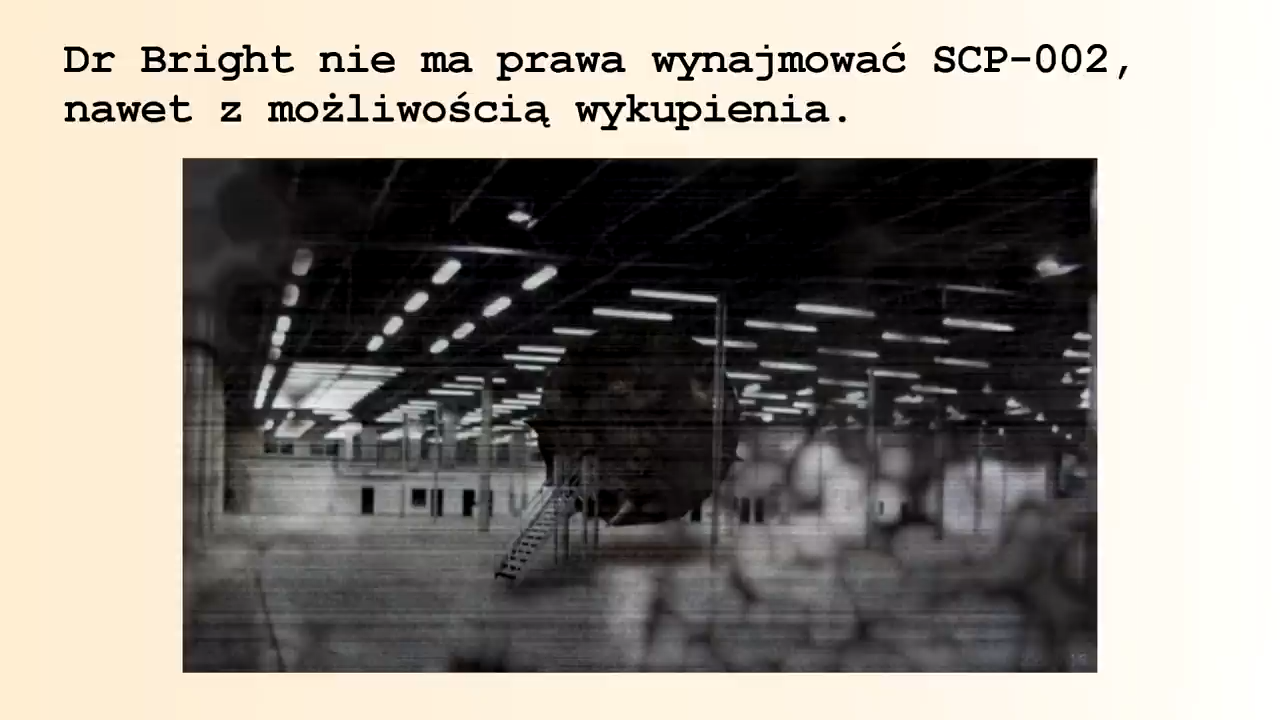 Dr Bright nie ma prawa wynajmować SCP-002,
nawet z możliwością wykupienia.